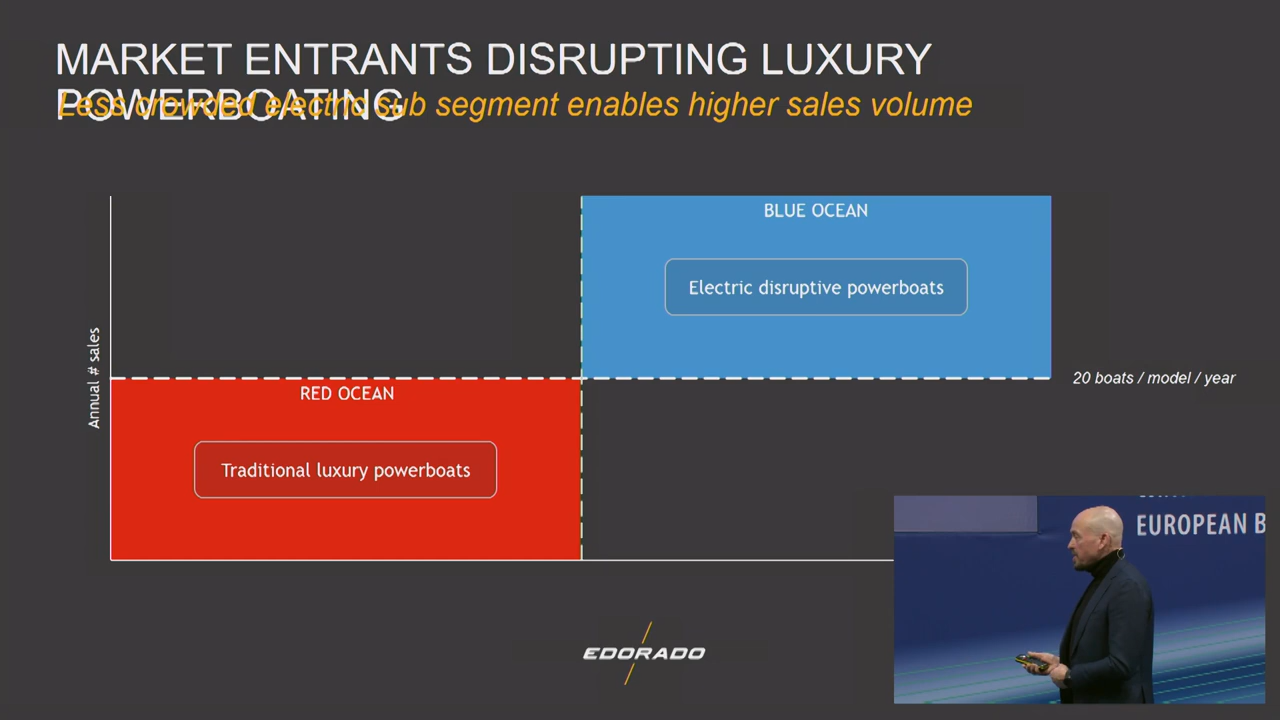 MARKET ENTRANTS DISRUPTING LUXURY
POWERBOATING
Less crowded electric sub segment enables higher sales volume
BLUE OCEAN
Electric disruptive powerboats
Annual # sales
20 boats / model / year
RED OCEAN
Traditional luxury powerboats
EUROPEAN B
EDORADO